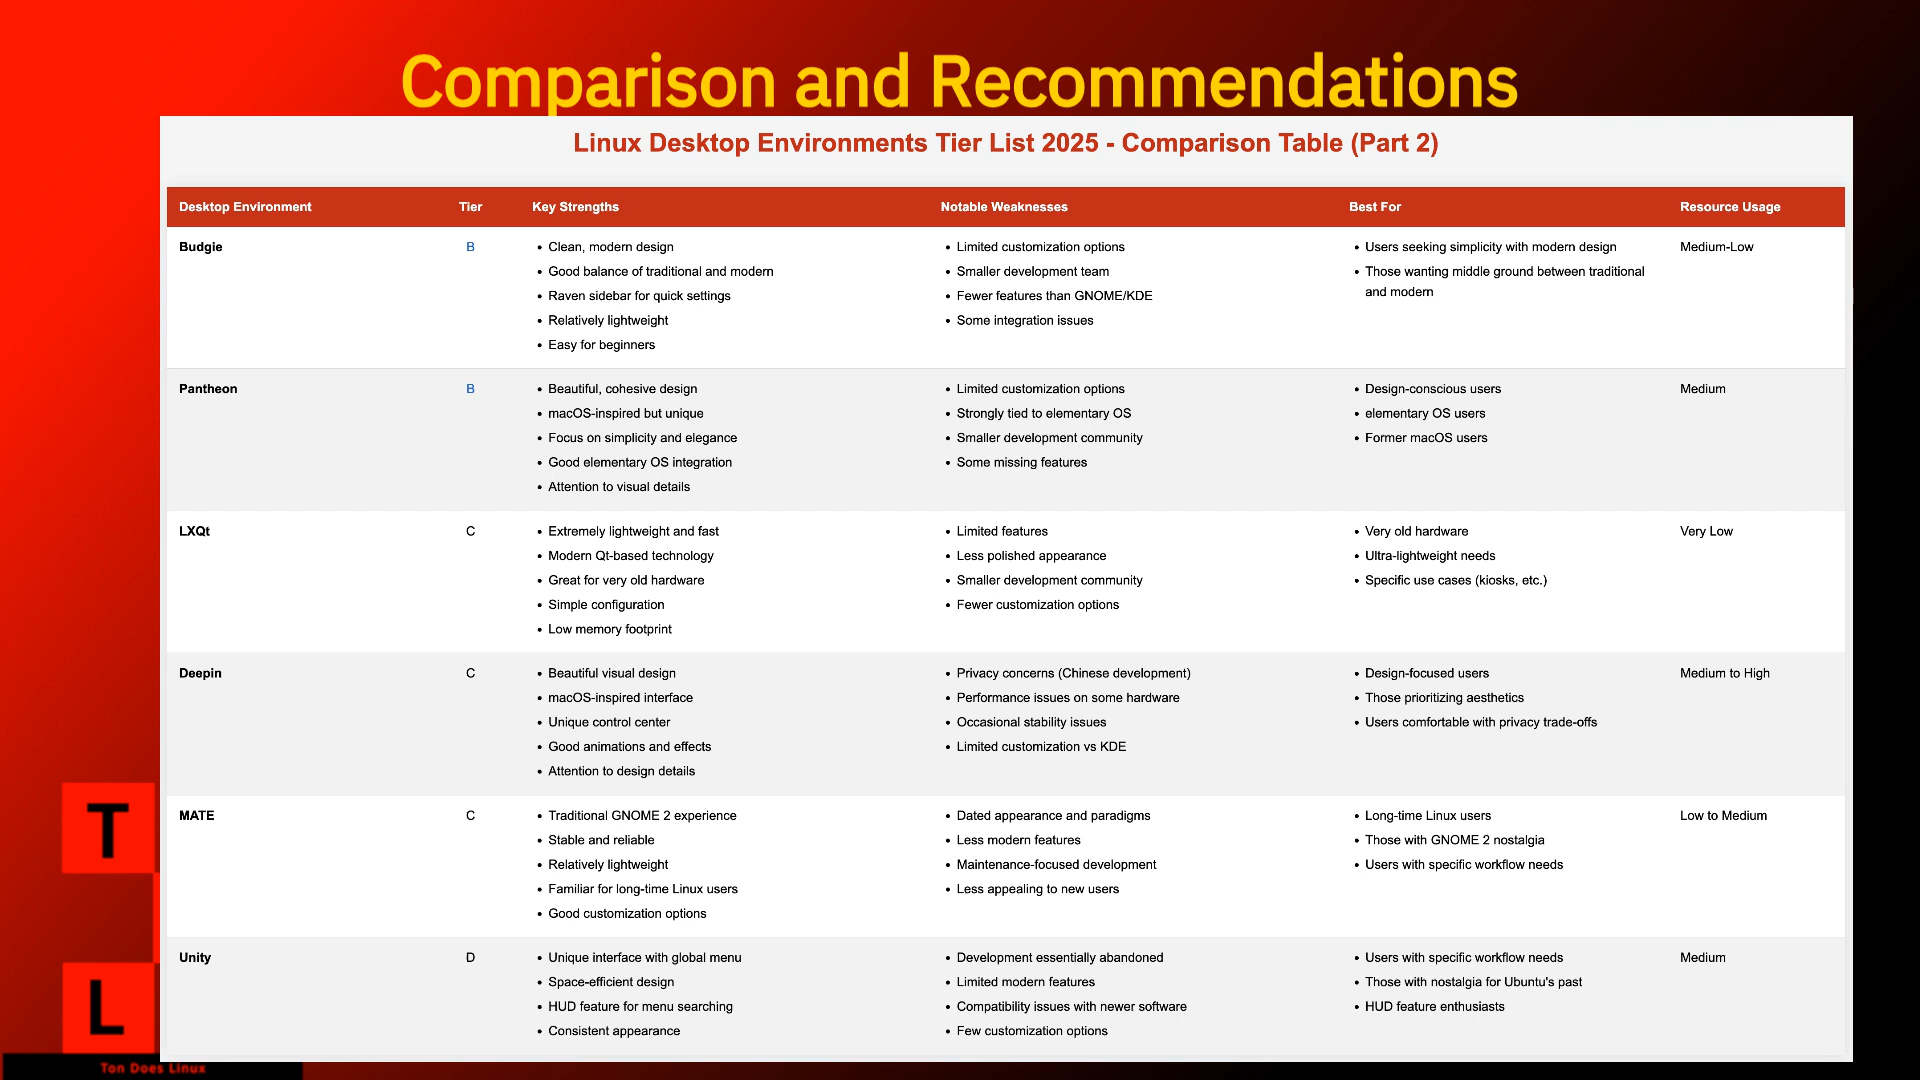 Comparison and Recommendations
Linux Desktop Environments Tier List 2025 - Comparison Table (Part 2)
Desktop Environment Tier Key Strengths Notable Weaknesses Best For Resource Usage
Budgie B • Clean, modern design • Limited customization options • Users seeking simplicity with modern design Medium-Low
• Good balance of traditional and modern • Smaller development team • Those wanting middle ground between traditional
• Raven sidebar for quick settings • Fewer features than GNOME/KDE and modern
• Relatively lightweight • Some integration issues
• Easy for beginners
Pantheon B • Beautiful, cohesive design • Limited customization options • Design-conscious users Medium
• macOS-inspired but unique • Strongly tied to elementary OS • elementary OS users
• Focus on simplicity and elegance • Smaller development community • Former macOS users
• Good elementary OS integration • Some missing features
• Attention to visual details
LXQt C • Extremely lightweight and fast • Limited features • Very old hardware Very Low
• Modern Qt-based technology • Less polished appearance • Ultra-lightweight needs
• Great for very old hardware • Smaller development community • Specific use cases (kiosks, etc.)
• Simple configuration • Fewer customization options
• Low memory footprint
Deepin C • Beautiful visual design • Privacy concerns (Chinese development) • Design-focused users Medium to High
• macOS-inspired interface • Performance issues on some hardware • Those prioritizing aesthetics
• Unique control center • Occasional stability issues • Users comfortable with privacy trade-offs
• Good animations and effects • Limited customization vs KDE
• Attention to design details
MATE C • Traditional GNOME 2 experience • Dated appearance and paradigms • Long-time Linux users Low to Medium
• Stable and reliable • Less modern features • Those with GNOME 2 nostalgia
• Relatively lightweight • Maintenance-focused development • Users with specific workflow needs
• Familiar for long-time Linux users • Less appealing to new users
• Good customization options
Unity D • Unique interface with global menu • Development essentially abandoned • Users with specific workflow needs Medium
• Space-efficient design • Limited modern features • Those with nostalgia for Ubuntu's past
• HUD feature for menu searching • Compatibility issues with newer software • HUD feature enthusiasts
• Consistent appearance • Few customization options
T
L
Ton Does Linux